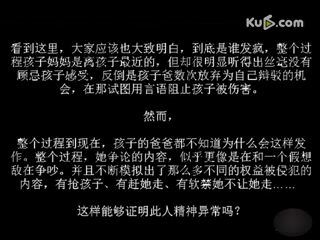 Ku6.com
看到这里，大家应该也大致明白，到底是谁发疯，整个过
程孩子妈妈是离孩子最近的，但却很明显听得出丝毫没有
顾忌孩子感受，反倒是孩子爸数次放弃为自己辩驳的机
会，在那试图用言语阻止孩子被伤害。
然而，
整个过程到现在，孩子的爸爸都不知道为什么会这样发
作。整个过程，她争论的内容，似乎更像是在和一个假想
敌在争吵。并且不断模拟出了那么多不同的权益被侵犯的
内容，有抢孩子、有赶她走、有软禁她不让她走……
这样能够证明此人精神异常吗？